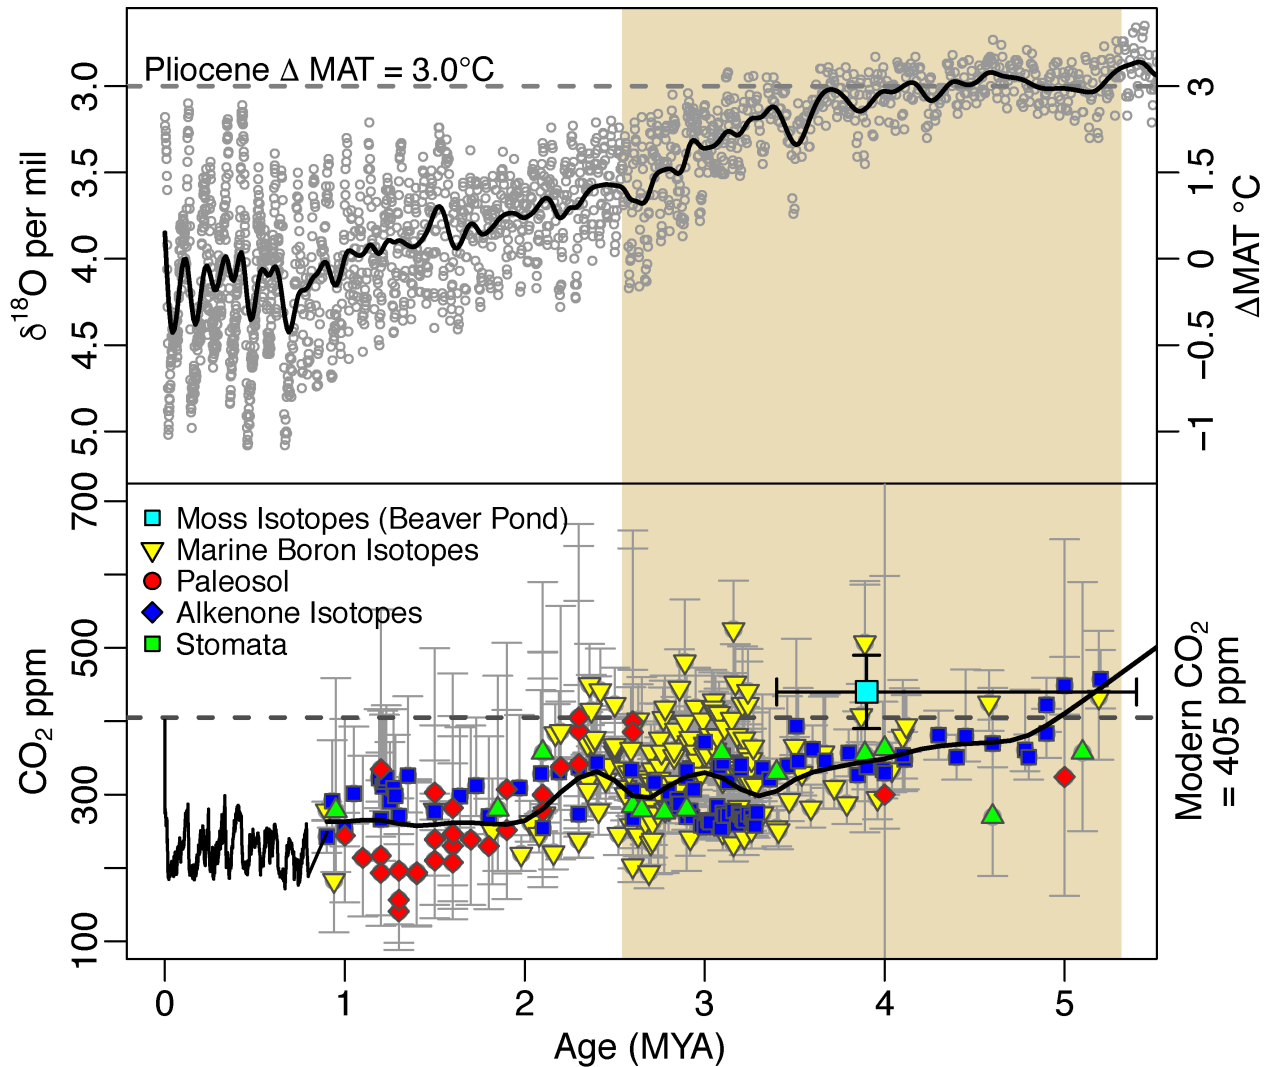 Pliocene Δ MAT = 3.0°C
3.0
3.5
4.0
4.5
5.0
δ¹⁸O per mil
3
1.5
0
−0.5
−1
ΔMAT °C
700
500
300
100
CO₂ ppm
Moss Isotopes (Beaver Pond)
Marine Boron Isotopes
Paleosol
Alkenone Isotopes
Stomata
Modern CO₂
= 405 ppm
0 1 2 3 4 5
Age (MYA)